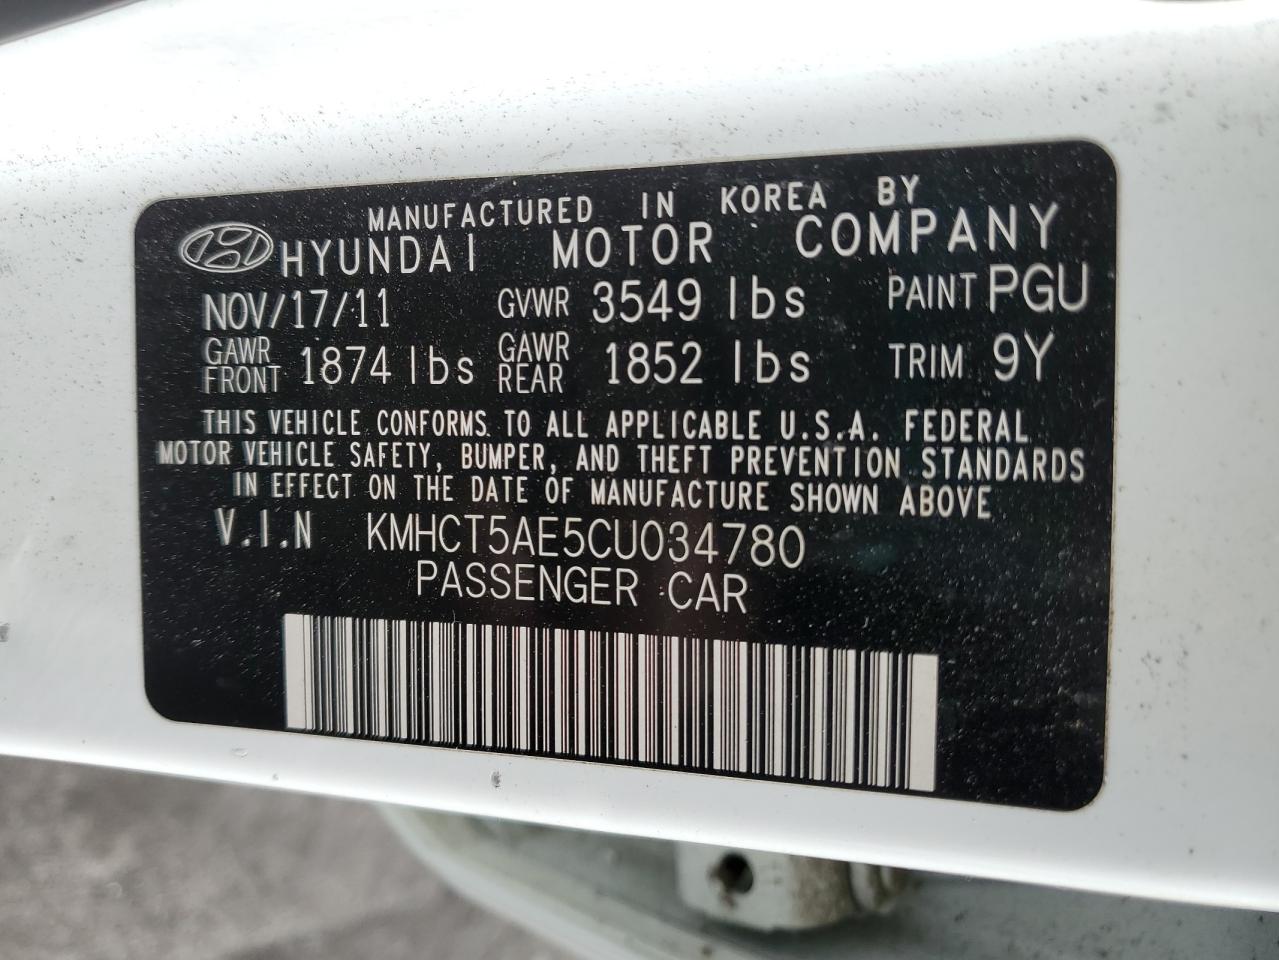 MANUFACTURED IN KOREA BY
HYUNDAI MOTOR COMPANY
NOV/17/11 GVWR 3549 lbs PAINT PGU
GAWR FRONT 1874 lbs GAWR REAR 1852 lbs TRIM 9Y
THIS VEHICLE CONFORMS TO ALL APPLICABLE U.S.A. FEDERAL
MOTOR VEHICLE SAFETY, BUMPER, AND THEFT PREVENTION STANDARDS
IN EFFECT ON THE DATE OF MANUFACTURE SHOWN ABOVE
V.I.N KMHCT5AE5CU034780
PASSENGER CAR